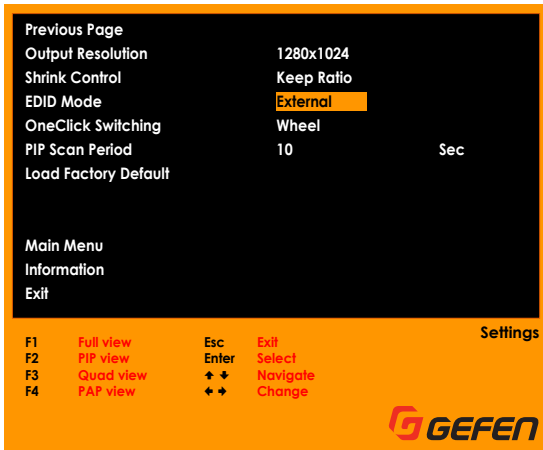 Previous Page
Output Resolution 1280x1024
Shrink Control Keep Ratio
EDID Mode External
OneClick Switching Wheel
PIP Scan Period 10 Sec
Load Factory Default
Main Menu
Information
Exit
Settings
F1 Full view Esc Exit
F2 PIP view Enter Select
F3 Quad view ↑ ↓ Navigate
F4 PAP view ← → Change
GEFEN